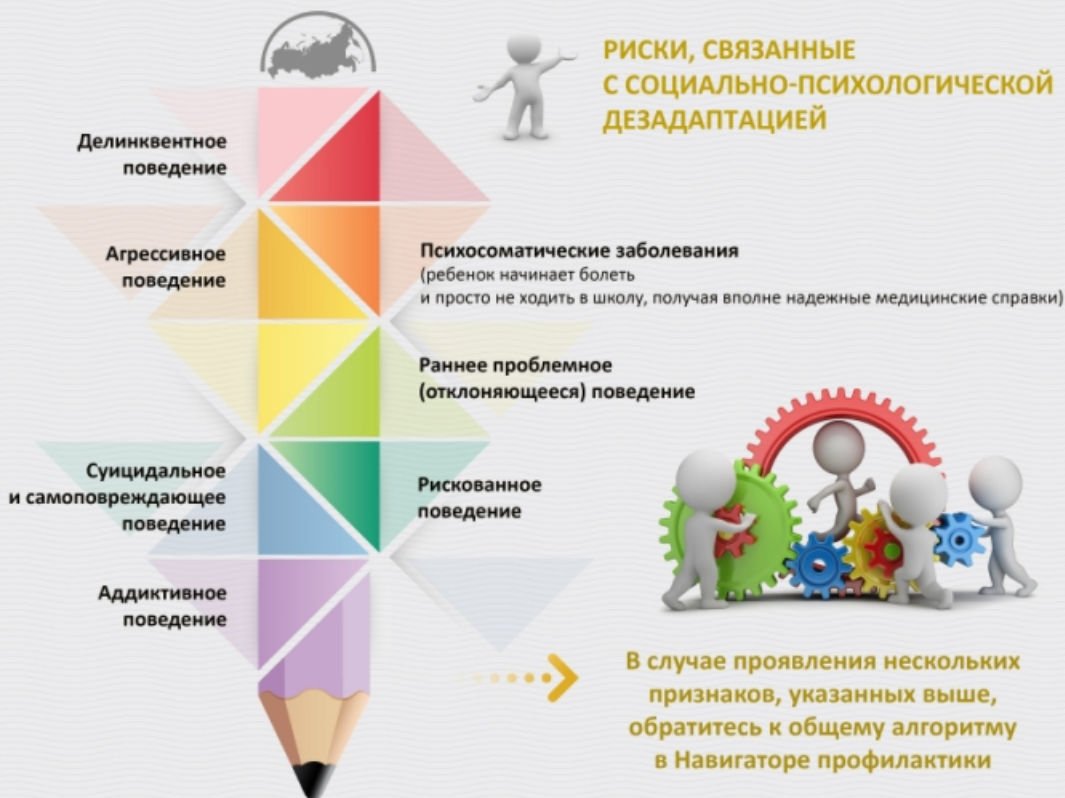 РИСКИ, СВЯЗАННЫЕ
С СОЦИАЛЬНО-ПСИХОЛОГИЧЕСКОЙ
ДЕЗАДАПТАЦИЕЙ
Делинквентное
поведение
Агрессивное
поведение
Психосоматические заболевания
(ребенок начинает болеть
и просто не ходить в школу, получая вполне надежные медицинские справки)
Раннее проблемное
(отклоняющееся) поведение
Суицидальное
и самоповреждающее
поведение
Рискованное
поведение
Аддиктивное
поведение
В случае проявления нескольких
признаков, указанных выше,
обратитесь к общему алгоритму
в Навигаторе профилактики